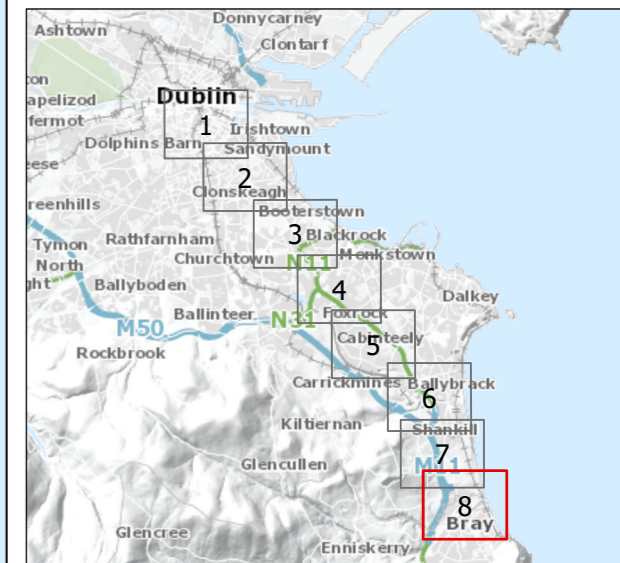 Donnycarney
Ashtown
Clontarf
ton
apelizod
Dublin
fermot
1
Irishtown
Dolphins Barn
Sandymount
eese
2
Clonskeagh
reenhills
Booterstown
3
Blackrock
Rathfarnham
Tymon
North
Churchtown
Monkstown
N11
ght
Ballyboden
4
Dalkey
Ballinteer
Foxrock
N31
M50
Cabinteely
5
Rockbrook
Carrickmines
Ballybrack
6
Kiltiernan
Shankill
7
M11
Glencullen
8
Bray
Glencree
Enniskerry